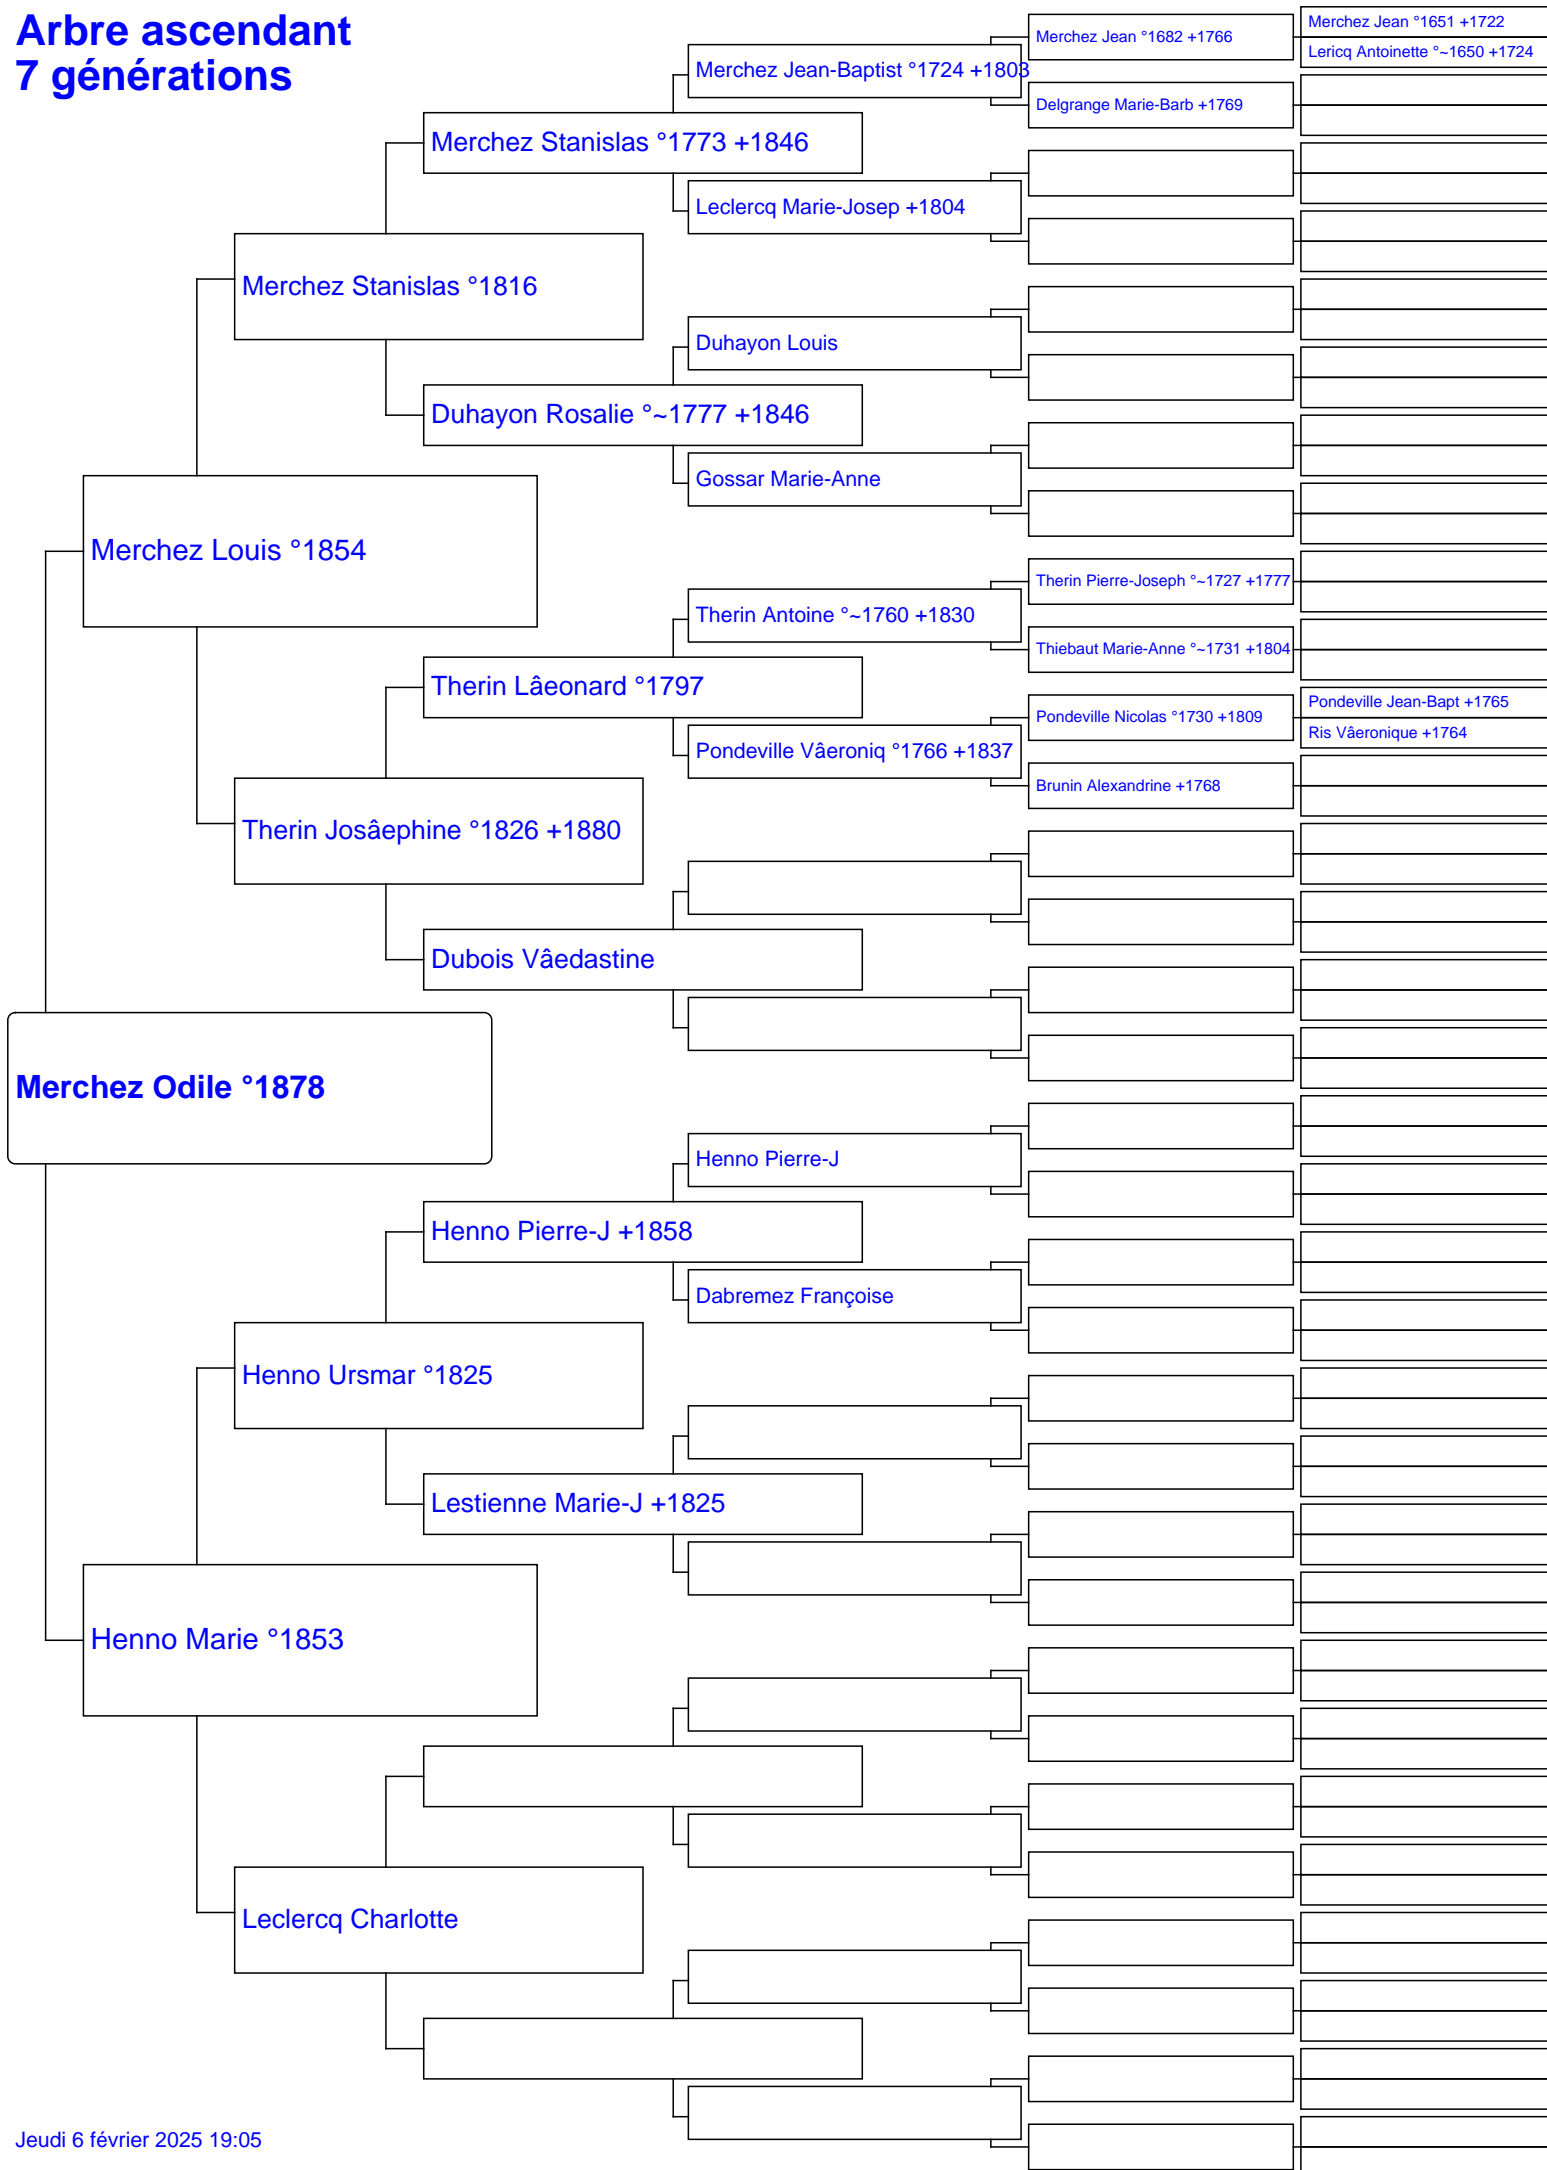 Arbre ascendant
7 générations
Merchez Jean °1651 +1722
Merchez Jean °1682 +1766
Lericq Antoinette °~1650 +1724
Merchez Jean-Baptist °1724 +1803
Delgrange Marie-Barb +1769
Merchez Stanislas °1773 +1846
Leclercq Marie-Josep +1804
Merchez Stanislas °1816
Duhayon Louis
Duhayon Rosalie °~1777 +1846
Gossar Marie-Anne
Merchez Louis °1854
Therin Pierre-Joseph °~1727 +1777
Therin Antoine °~1760 +1830
Thiebaut Marie-Anne °~1731 +1804
Therin Lâeonard °1797
Pondeville Jean-Bapt +1765
Pondeville Nicolas °1730 +1809
Ris Vâeronique +1764
Pondeville Vâeroniq °1766 +1837
Brunin Alexandrine +1768
Therin Josâephine °1826 +1880
Dubois Vâedastine
Merchez Odile °1878
Henno Pierre-J
Henno Pierre-J +1858
Dabremez Françoise
Henno Ursmar °1825
Lestienne Marie-J +1825
Henno Marie °1853
Leclercq Charlotte
Jeudi 6 février 2025 19:05